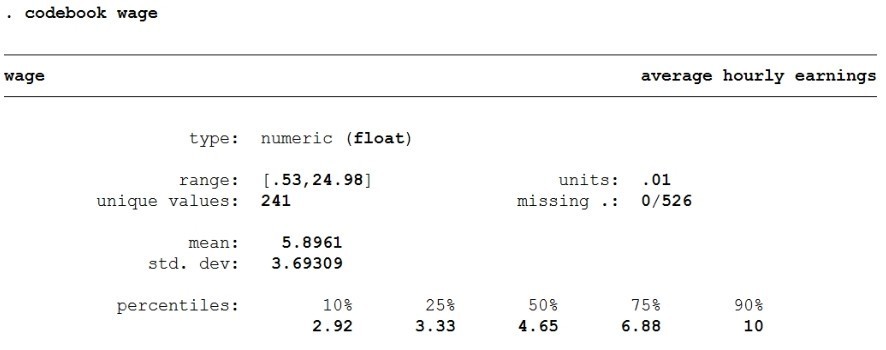 . codebook wage
wage average hourly earnings
type: numeric (float)
range: [.53,24.98] units: .01
unique values: 241 missing .: 0/526
mean: 5.8961
std. dev: 3.69309
percentiles: 10% 25% 50% 75% 90%
2.92 3.33 4.65 6.88 10